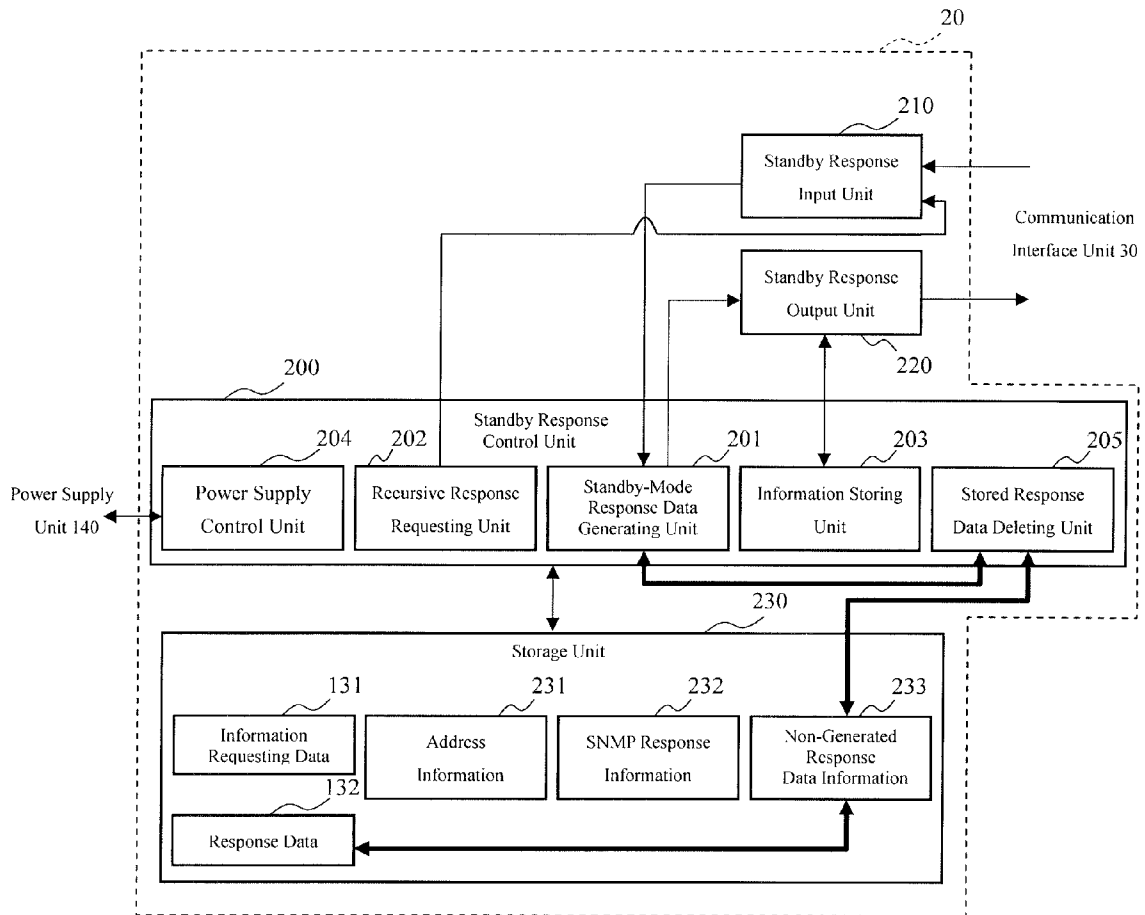 20
210
Standby Response
Input Unit
Communication
Interface Unit 30
Standby Response
Output Unit
220
200
Standby Response
Control Unit
204
202
201
203
205
Power Supply
Unit 140
Power Supply
Control Unit
Recursive Response
Requesting Unit
Standby-Mode
Response Data
Generating Unit
Information Storing
Unit
Stored Response
Data Deleting Unit
230
Storage Unit
131
231
232
233
Information
Requesting Data
Address
Information
SNMP Response
Information
Non-Generated
Response
Data Information
132
Response Data